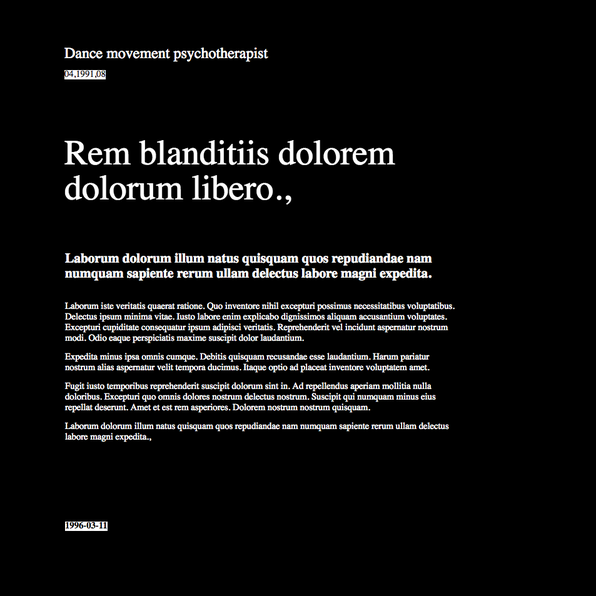 Dance movement psychotherapist
04,1991,08
Rem blanditiis dolorem
dolorum libero.,
Laborum dolorum illum natus quisquam quos repudiandae nam
numquam sapiente rerum ullam delectus labore magni expedita.
Laborum iste veritatis quaerat ratione. Quo inventore nihil excepturi possimus necessitatibus voluptatibus.
Delectus ipsum minima vitae. Iusto labore enim explicabo dignissimos aliquam accusantium voluptates.
Excepturi cupiditate consequatur ipsum adipisci veritatis. Reprehenderit vel incidunt aspernatur nostrum
modi. Odio eaque perspiciatis maxime suscipit dolor laudantium.
Expedita minus ipsa omnis cumque. Debitis quisquam recusandae esse laudantium. Harum pariatur
nostrum alias aspernatur velit tempora ducimus. Itaque optio ad placeat inventore voluptatem amet.
Fugit iusto temporibus reprehenderit suscipit dolorum sint in. Ad repellendus aperiam mollitia nulla
doloribus. Excepturi quo omnis dolores nostrum delectus nostrum. Suscipit qui numquam minus eius
repellat deserunt. Amet et est rem asperiores. Dolorem nostrum nostrum quisquam.
Laborum dolorum illum natus quisquam quos repudiandae nam numquam sapiente rerum ullam delectus
labore magni expedita.,
1996-03-11